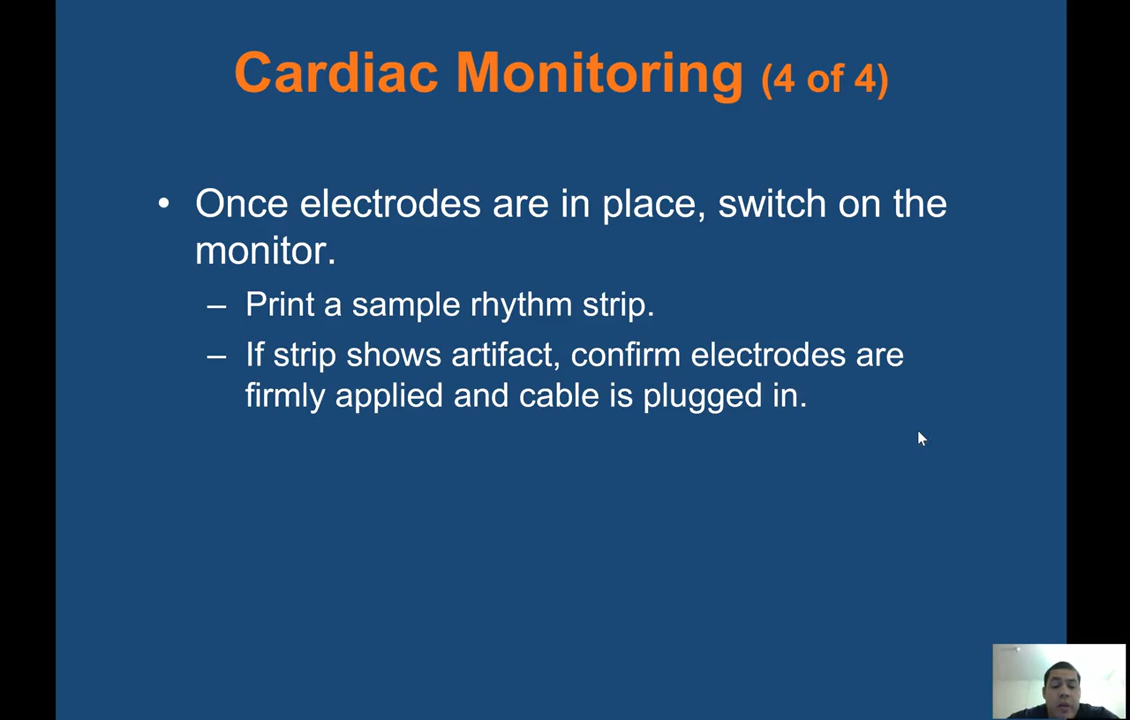 Cardiac Monitoring (4 of 4)
• Once electrodes are in place, switch on the
monitor.
– Print a sample rhythm strip.
– If strip shows artifact, confirm electrodes are
firmly applied and cable is plugged in.